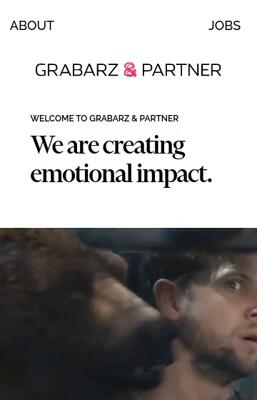 ABOUT JOBS
GRABARZ & PARTNER
WELCOME TO GRABARZ & PARTNER
We are creating
emotional impact.